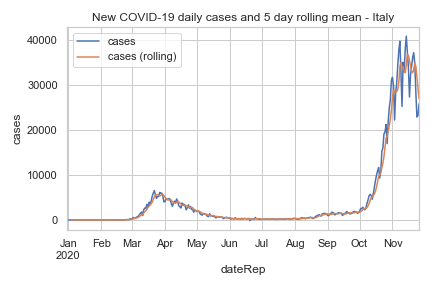 New COVID-19 daily cases and 5 day rolling mean - Italy
cases
cases (rolling)
40000
30000
20000
10000
0
cases
Jan Feb Mar Apr May Jun Jul Aug Sep Oct Nov
2020
dateRep